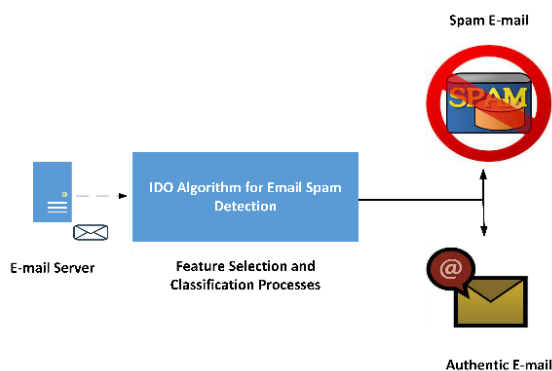 Spam E-mail
SPAM
IDO Algorithm for Email Spam
Detection
E-mail Server
Feature Selection and
Classification Processes
@
Authentic E-mail